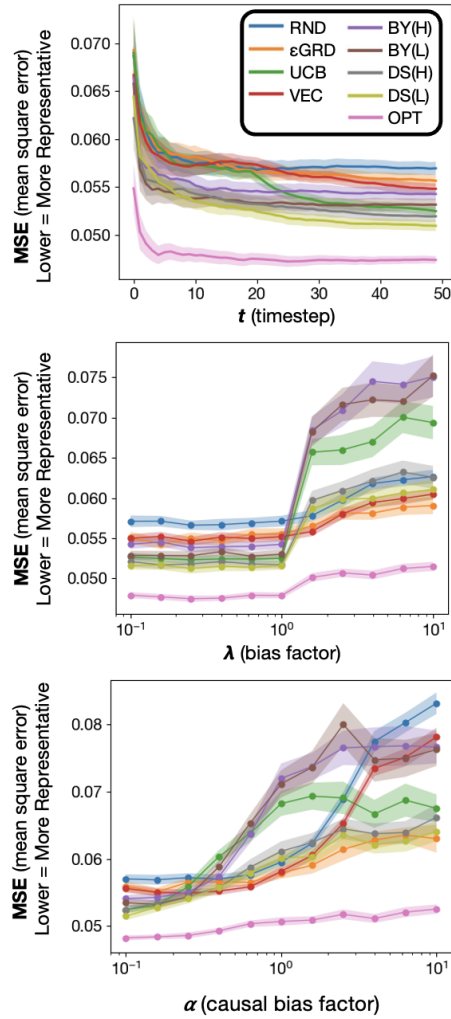 MSE (mean square error)
Lower = More Representative
0.070
0.065
0.060
0.055
0.050
RND
εGRD
UCB
VEC
BY(H)
BY(L)
DS(H)
DS(L)
OPT
0 10 20 30 40 50
t (timestep)
MSE (mean square error)
Lower = More Representative
0.075
0.070
0.065
0.060
0.055
0.050
10⁻¹ 10⁰ 10¹
λ (bias factor)
MSE (mean square error)
Lower = More Representative
0.08
0.07
0.06
0.05
10⁻¹ 10⁰ 10¹
α (causal bias factor)